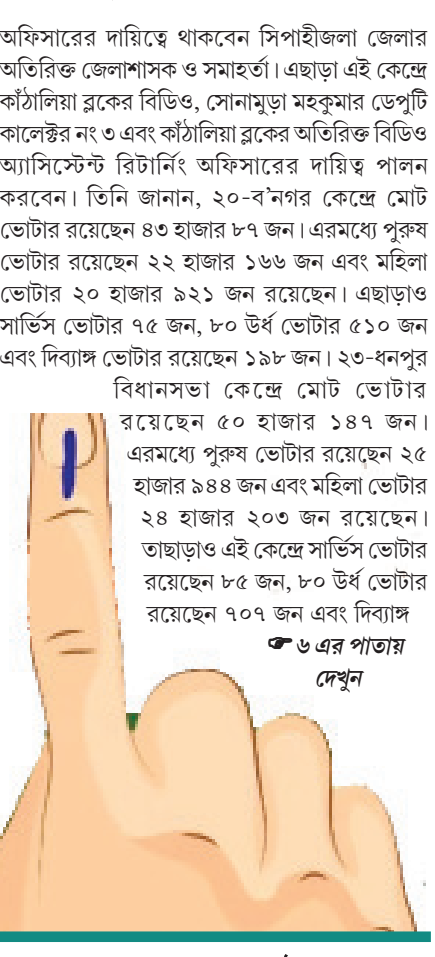 অফিসারের দায়িত্বে থাকবেন সিপাহীজলা জেলার
অতিরিক্ত জেলাশাসক ও সমাহর্তা। এছাড়া এই কেন্দ্রে
কাঁঠালিয়া ব্লকের বিডিও, সোনামুড়া মহকুমার ডেপুটি
কালেক্টর নং ৩ এবং কাঁঠালিয়া ব্লকের অতিরিক্ত বিডিও
অ্যাসিস্টেন্ট রিটার্নিং অফিসারের দায়িত্ব পালন
করবেন। তিনি জানান, ২০-ব'নগর কেন্দ্রে মোট
ভোটার রয়েছেন ৪৩ হাজার ৮৭ জন। এরমধ্যে পুরুষ
ভোটার রয়েছেন ২২ হাজার ১৬৬ জন এবং মহিলা
ভোটার ২০ হাজার ৯২১ জন রয়েছেন। এছাড়াও
সার্ভিস ভোটার ৭৫ জন, ৮০ উর্ধ ভোটার ৫১০ জন
এবং দিব্যাঙ্গ ভোটার রয়েছেন ১৯৮ জন। ২৩-ধনপুর
বিধানসভা কেন্দ্রে মোট ভোটার
রয়েছেন ৫০ হাজার ১৪৭ জন।
এরমধ্যে পুরুষ ভোটার রয়েছেন ২৫
হাজার ৯৪৪ জন এবং মহিলা ভোটার
২৪ হাজার ২০৩ জন রয়েছেন।
তাছাড়াও এই কেন্দ্রে সার্ভিস ভোটার
রয়েছেন ৮৫ জন, ৮০ উর্ধ ভোটার
রয়েছেন ৭০৭ জন এবং দিব্যাঙ্গ
☞ ৬ এর পাতায়
দেখুন